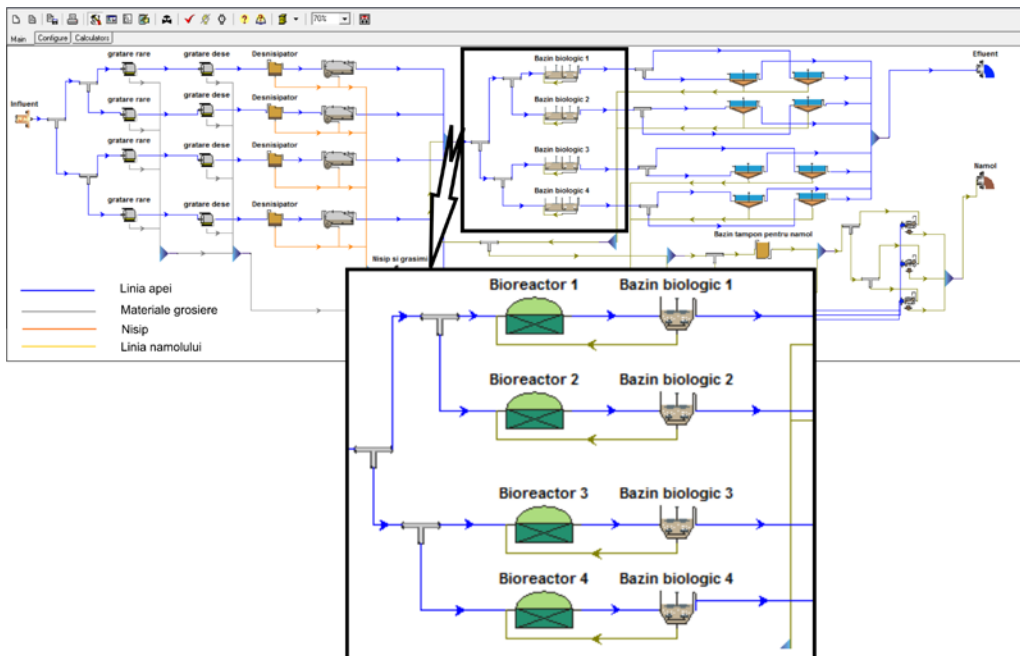 70%
Main Configure Calculators
gratare rare gratare dese Desnisipator
Bazin biologic 1
Efluent
Influent
gratare rare gratare dese Desnisipator
Bazin biologic 2
gratare rare gratare dese Desnisipator
Bazin biologic 3
Namol
gratare rare gratare dese Desnisipator
Bazin biologic 4
Bazin tampon pentru namol
Nisip si grasimi
Linia apei
Materiale grosiere
Nisip
Linia namolului
Bioreactor 1 Bazin biologic 1
Bioreactor 2 Bazin biologic 2
Bioreactor 3 Bazin biologic 3
Bioreactor 4 Bazin biologic 4